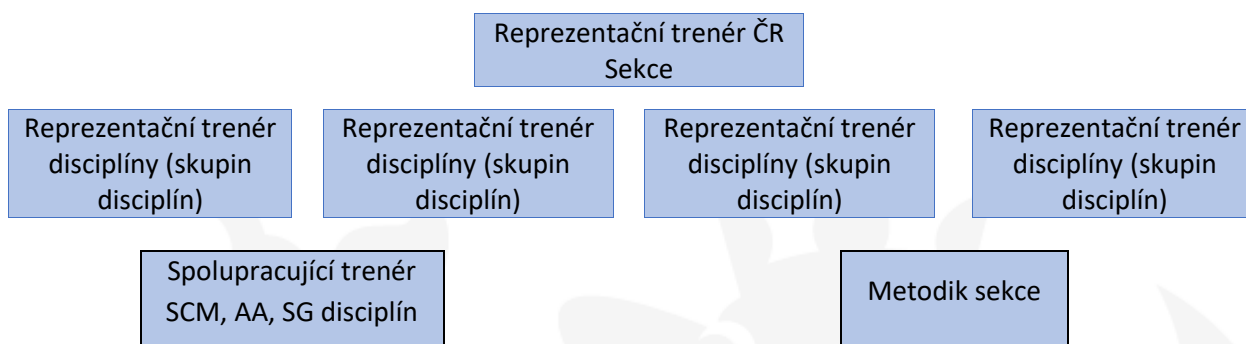 Reprezentační trenér ČR
Sekce
Reprezentační trenér
disciplíny (skupin
disciplín)
Reprezentační trenér
disciplíny (skupin
disciplín)
Reprezentační trenér
disciplíny (skupin
disciplín)
Reprezentační trenér
disciplíny (skupin
disciplín)
Spolupracující trenér
SCM, AA, SG disciplín
Metodik sekce